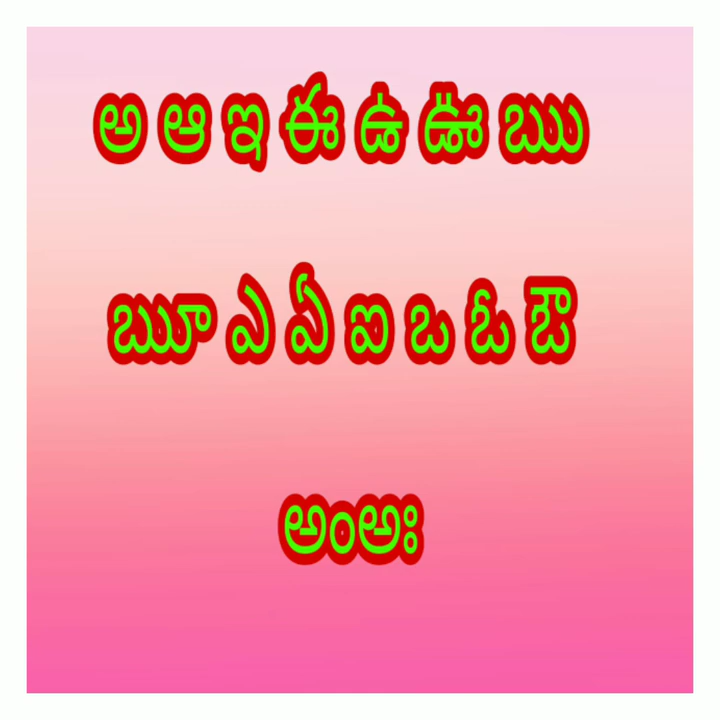 అ ఆ ఇ ఈ ఉ ఊ ఋ
ౠ ఎ ఏ ఐ ఒ ఓ ఔ
అంఅః